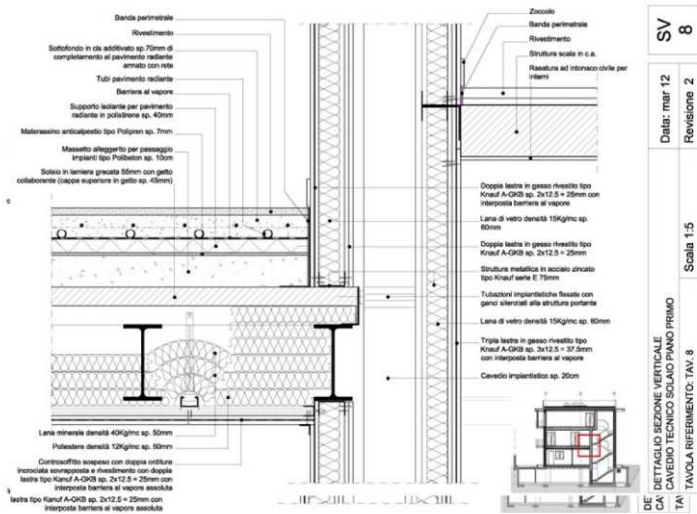 Banda perimetrale
Rivestimento
Sottofondo in cls additivato sp.70mm di
completamento al pavimento radiante
armato con rete
Tubi pavimento radiante
Barriera al vapore
Supporto isolante per pavimento
radiante in polistirene sp. 40mm
Materassino anticalpestio tipo Polipren sp. 7mm
Massetto alleggerito per passaggio
impianti tipo Polibeton sp. 10cm
Solaio in lamiera grecata 55mm con getto
collaborante (cappa superiore in getto sp. 45mm)
Lana minerale densità 40Kg/mc sp. 50mm
Poliestere densità 12Kg/mc sp. 50mm
Controsoffitto sospeso con doppia orditura
incrociata sovrapposta e rivestimento con doppia
lastra tipo Knauf A-GKB sp. 2x12.5 = 25mm con
interposta barriera al vapore assoluta
lastra tipo Kanuf A-GKB sp. 2x12.5 = 25mm con
interposta barriera al vapore assoluta
Zoccolo
Banda perimetrale
Rivestimento
Struttura scala in c.a.
Rasatura ad intonaco civile per
interni
Doppia lastra in gesso rivestito tipo
Knauf A-GKB sp. 2x12.5 = 25mm con
interposta barriera al vapore
Lana di vetro densità 15Kg/mc sp.
60mm
Doppia lastra in gesso rivestito tipo
Knauf A-GKB sp. 2x12.5 = 25mm
Struttura metallica in acciaio zincato
tipo Knauf serie E 75mm
Tubazioni impiantistiche fissate con
ganci silenziati alla struttura portante
Lana di vetro densità 15Kg/mc sp. 60mm
Tripla lastra in gesso rivestito tipo
Knauf A-GKB sp. 3x12.5 = 37.5mm
con interposta barriera al vapore
Cavedio impiantistico sp. 20cm
SV
8
Data: mar 12
Revisione 2
Scala 1:5
DETTAGLIO SEZIONE VERTICALE
CAVEDIO TECNICO SOLAIO PIANO PRIMO
TAVOLA RIFERIMENTO: TAV. 8
DE
CA
TA